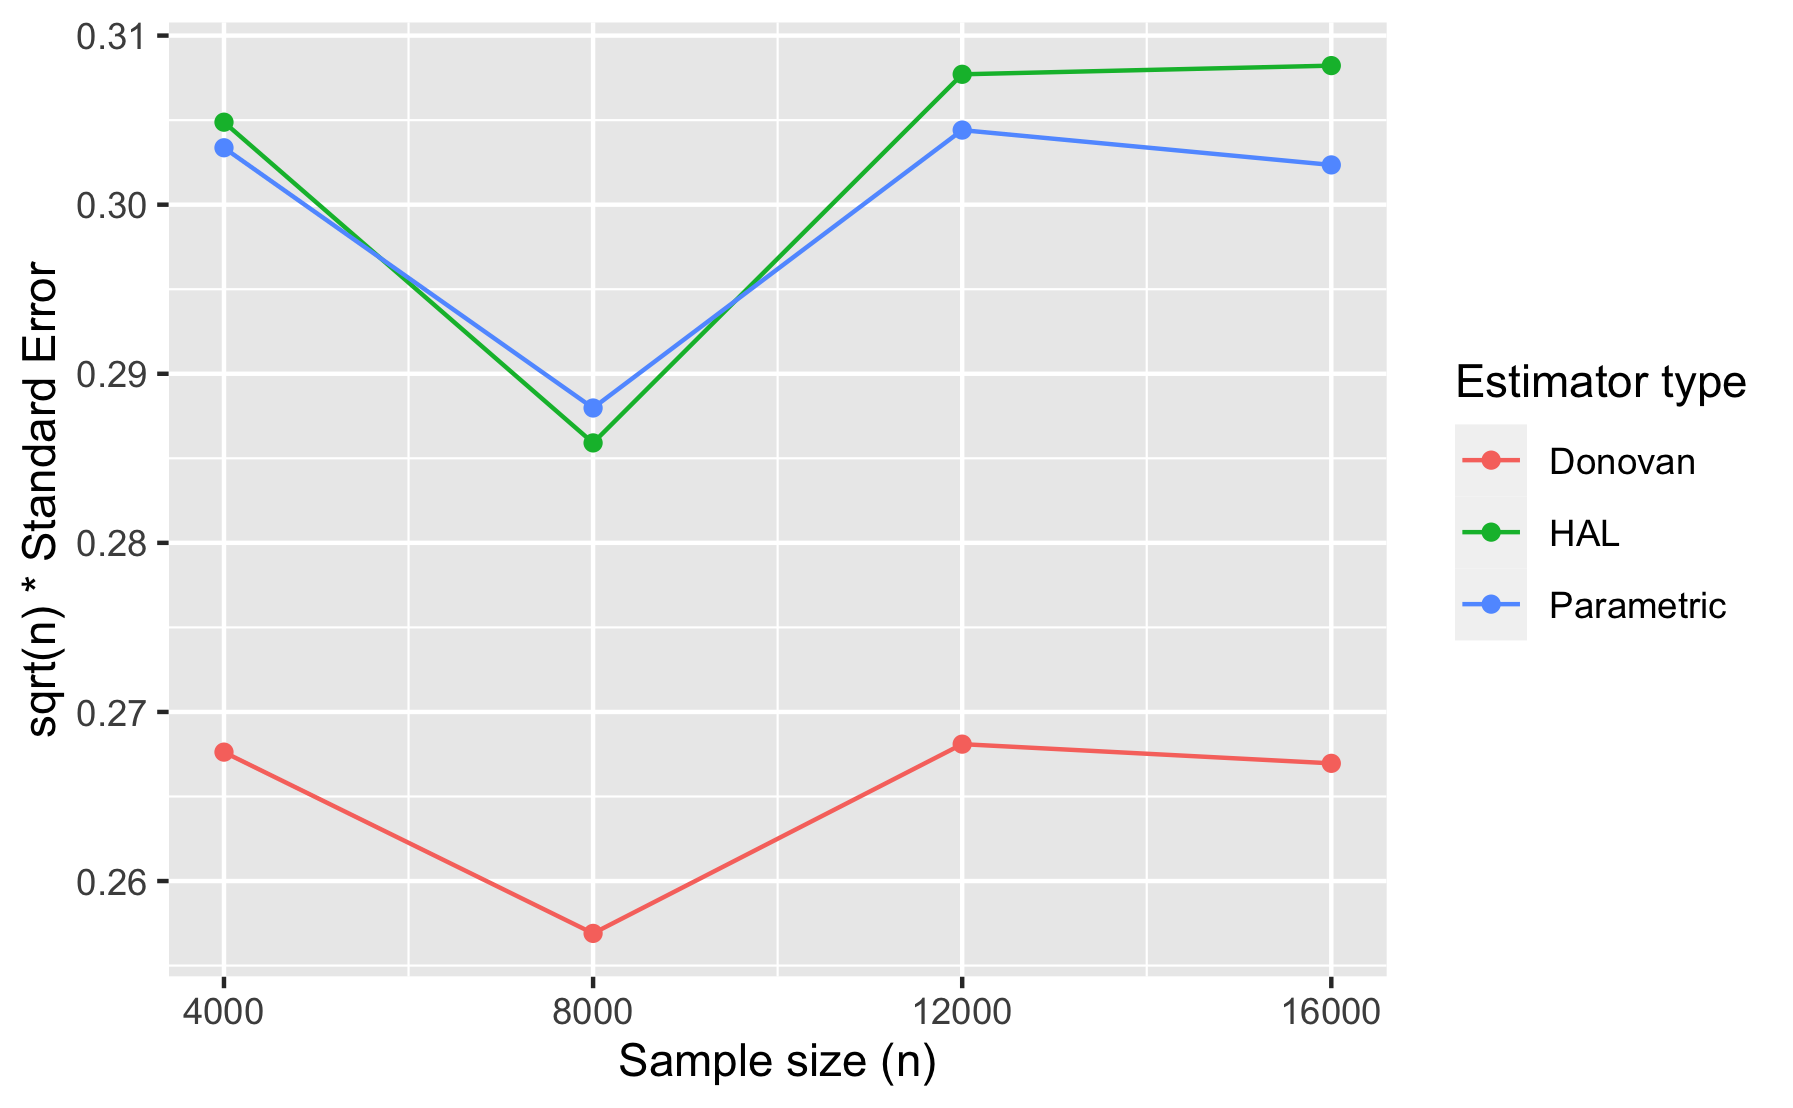 sqrt(n) * Standard Error
0.31
0.30
0.29
0.28
0.27
0.26
4000 8000 12000 16000
Sample size (n)
Estimator type
Donovan
HAL
Parametric